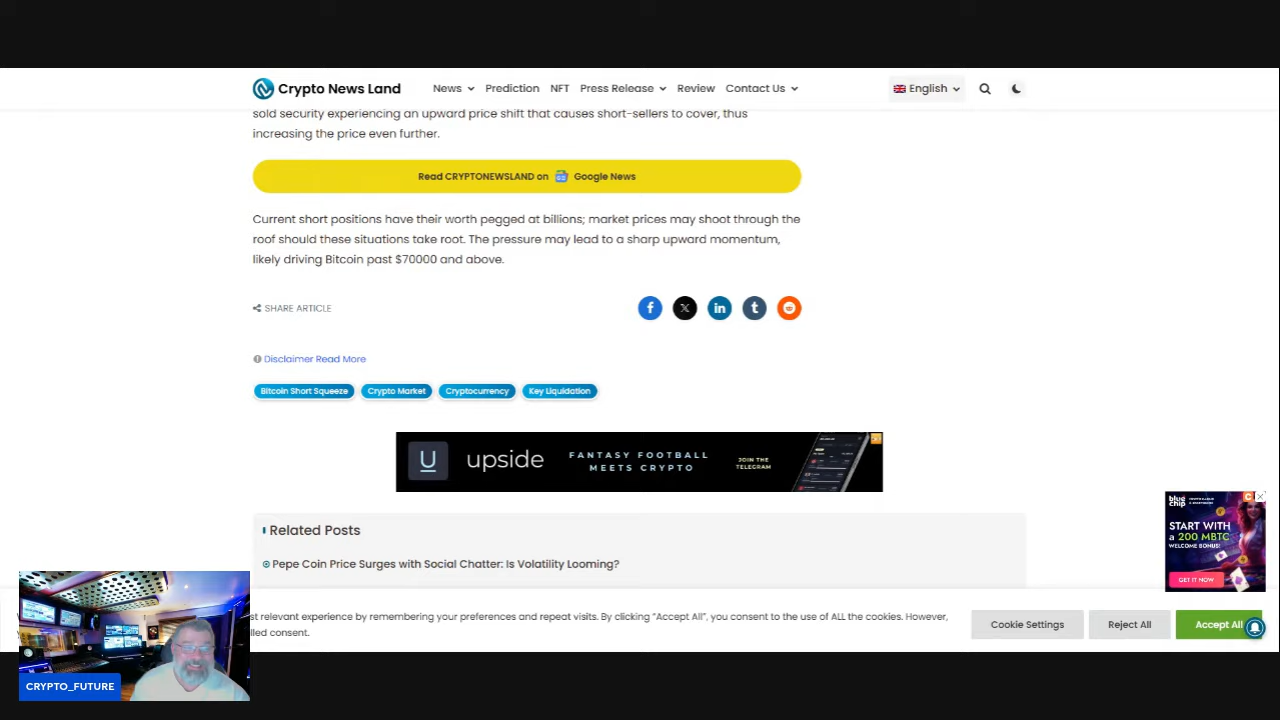 Crypto News Land
News
Prediction
NFT
Press Release
Review
Contact Us
English
sold security experiencing an upward price shift that causes short-sellers to cover, thus
increasing the price even further.
Read CRYPTONEWSLAND on Google News
Current short positions have their worth pegged at billions; market prices may shoot through the
roof should these situations take root. The pressure may lead to a sharp upward momentum,
likely driving Bitcoin past $70000 and above.
SHARE ARTICLE
Disclaimer Read More
Bitcoin Short Squeeze
Crypto Market
Cryptocurrency
Key Liquidation
U upside
FANTASY FOOTBALL
MEETS CRYPTO
JOIN THE
TELEGRAM
blue
chip
START WITH
a 200 MBTC
WELCOME BONUS!
GET IT NOW
Related Posts
Pepe Coin Price Surges with Social Chatter: Is Volatility Looming?
st relevant experience by remembering your preferences and repeat visits. By clicking “Accept All”, you consent to the use of ALL the cookies. However,
lled consent.
Cookie Settings
Reject All
Accept All
CRYPTO_FUTURE